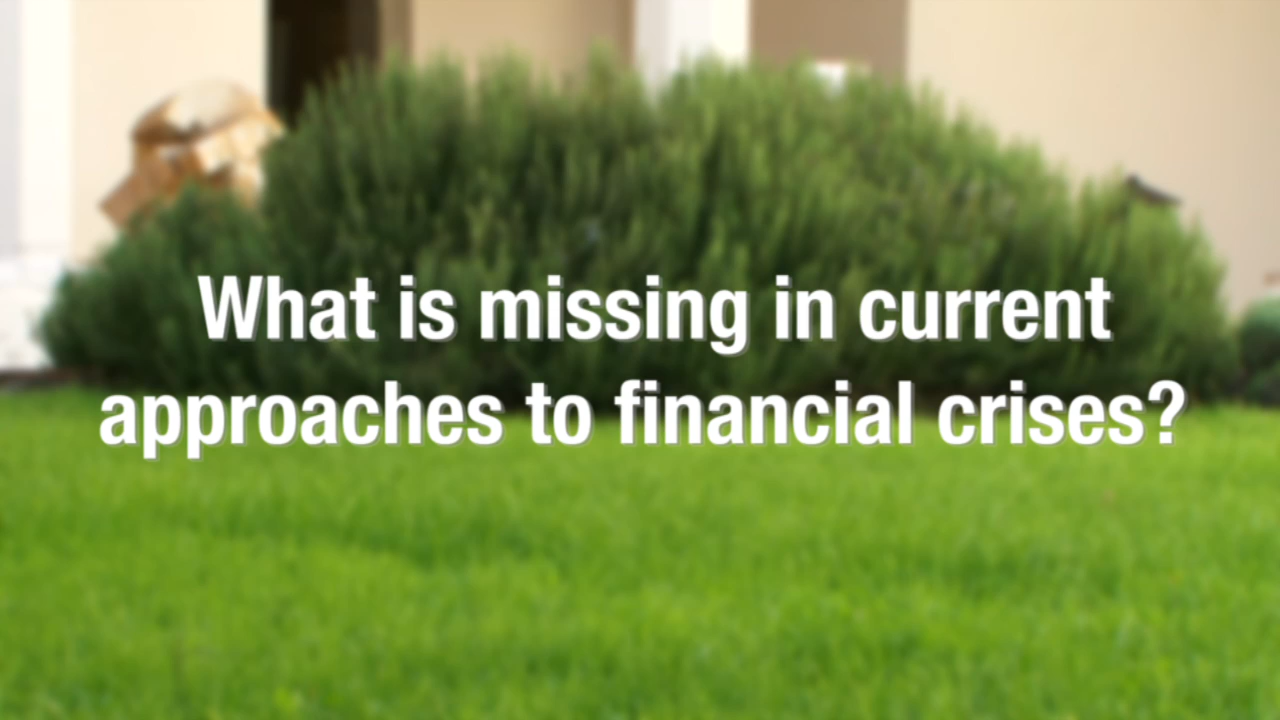 What is missing in current
approaches to financial crises?